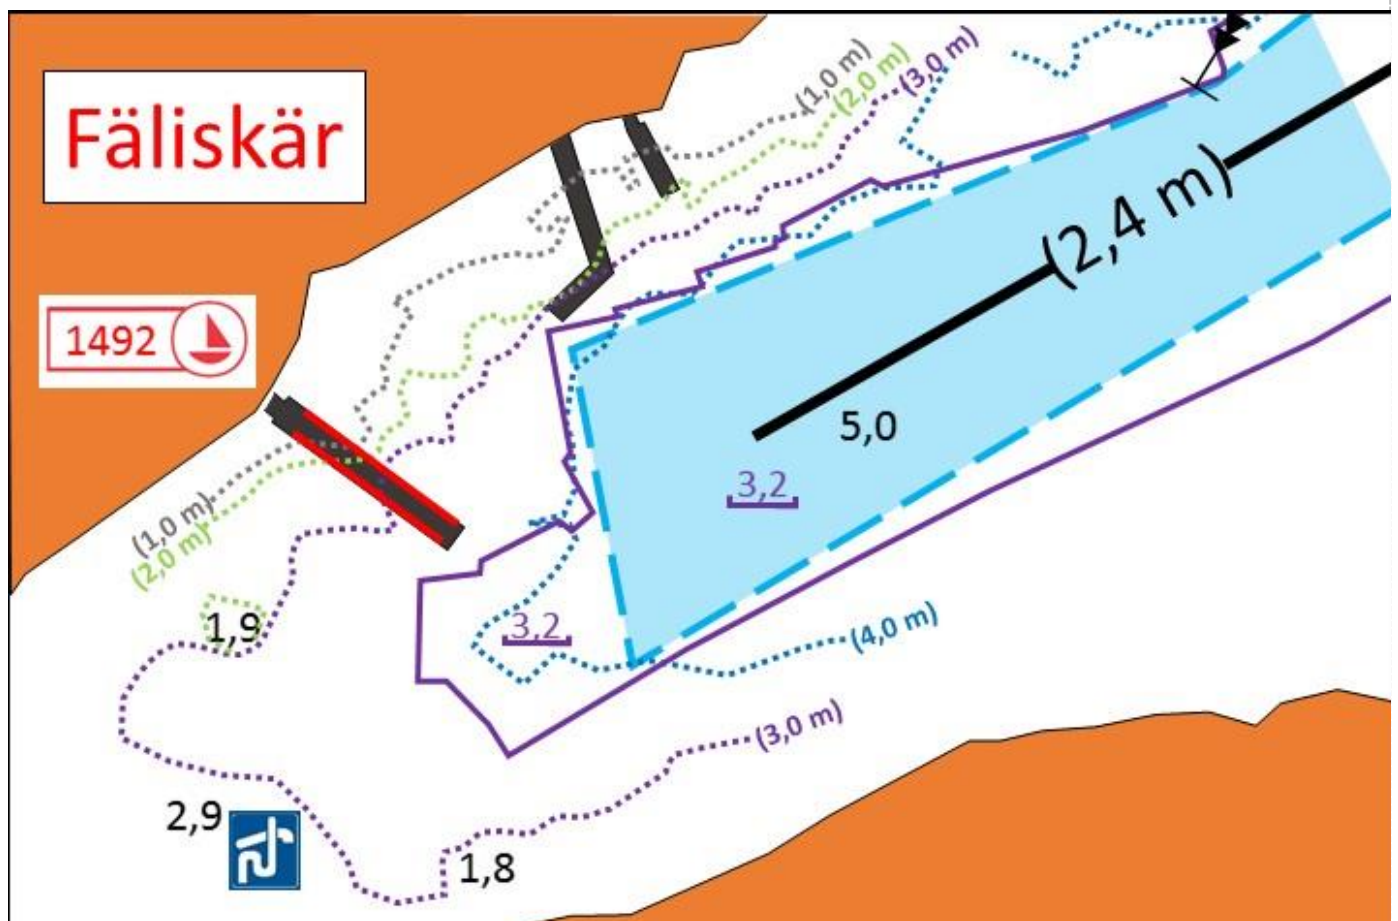 Fäliskär
(1,0 m)
(2,0 m)
(3,0 m)
(2,4 m)
1492
5,0
3,2
(1,0 m)
(2,0 m)
1,9
3,2
(4,0 m)
(3,0 m)
2,9
1,8